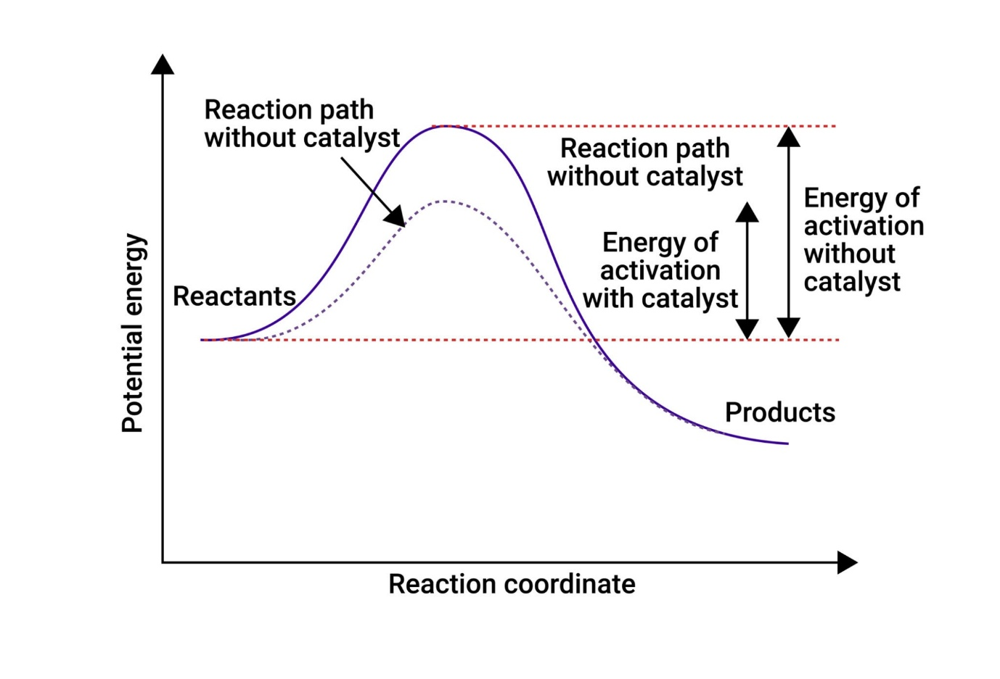 Reaction path
without catalyst
Reaction path
without catalyst
Energy of
activation
without
catalyst
Energy of
activation
with catalyst
Reactants
Potential energy
Products
Reaction coordinate